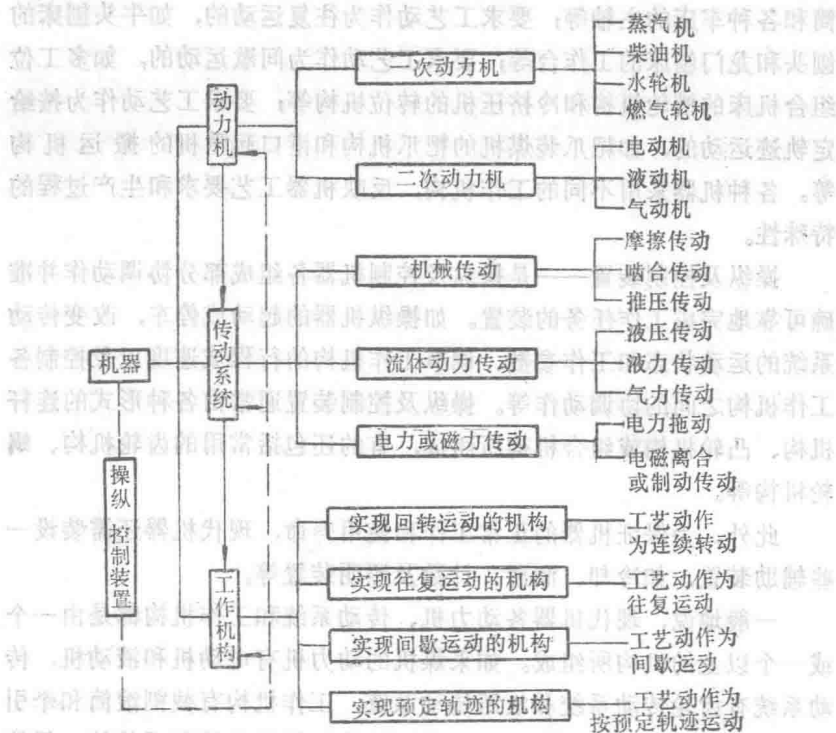 机器
操纵 控制装置
动力机
传动系统
工作机构
一次动力机
蒸汽机
柴油机
水轮机
燃气轮机
二次动力机
电动机
液动机
气动机
机械传动
摩擦传动
啮合传动
推压传动
流体动力传动
液压传动
液力传动
气力传动
电力或磁力传动
电力拖动
电磁离合
或制动传动
实现回转运动的机构
工艺动作
为连续转动
实现往复运动的机构
工艺动作为
往复运动
实现间歇运动的机构
工艺动作为
间歇运动
实现预定轨迹的机构
工艺动作为
按预定轨迹运动